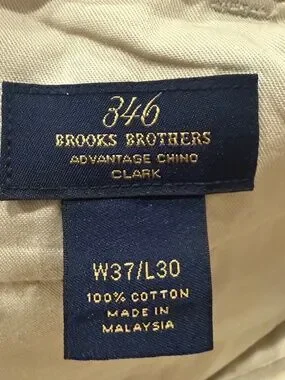 346
BROOKS BROTHERS
ADVANTAGE CHINO
CLARK
W37/L30
100% COTTON
MADE IN
MALAYSIA